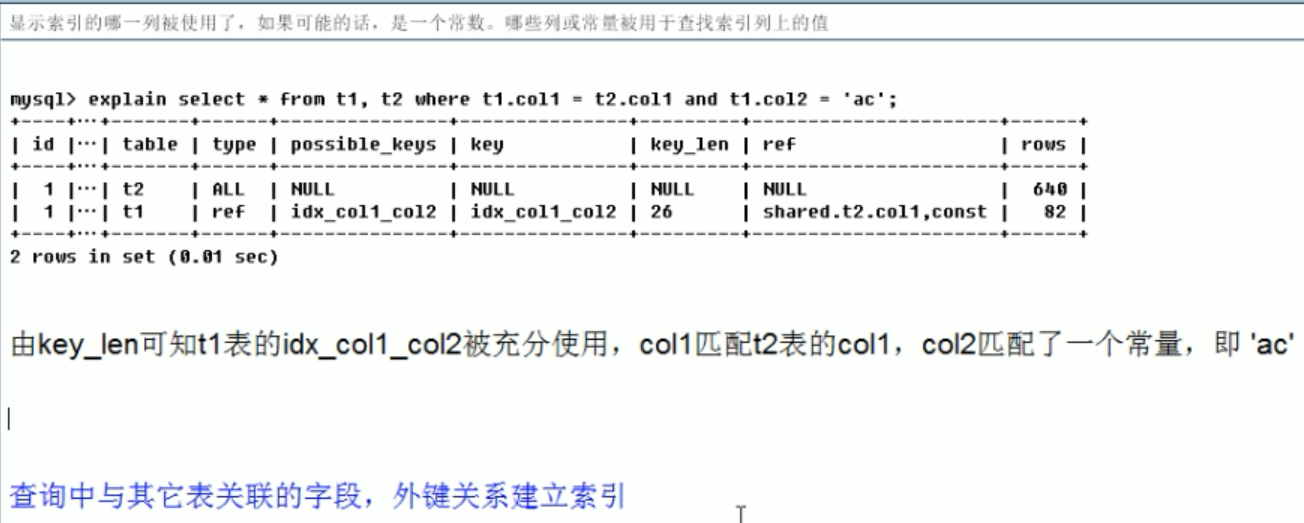 显示索引的哪一列被使用了，如果可能的话，是一个常数。哪些列或常量被用于查找索引列上的值
mysql> explain select * from t1, t2 where t1.col1 = t2.col1 and t1.col2 = 'ac';
+----+...+-------+------+---------------+---------------+---------+----------------------+------+
| id |...| table | type | possible_keys | key           | key_len | ref                  | rows |
+----+...+-------+------+---------------+---------------+---------+----------------------+------+
|  1 |...| t2    | ALL  | NULL          | NULL          | NULL    | NULL                 |  640 |
|  1 |...| t1    | ref  | idx_col1_col2 | idx_col1_col2 | 26      | shared.t2.col1,const |   82 |
+----+...+-------+------+---------------+---------------+---------+----------------------+------+
2 rows in set (0.01 sec)
由key_len可知t1表的idx_col1_col2被充分使用，col1匹配t2表的col1，col2匹配了一个常量，即 'ac'
查询中与其它表关联的字段，外键关系建立索引